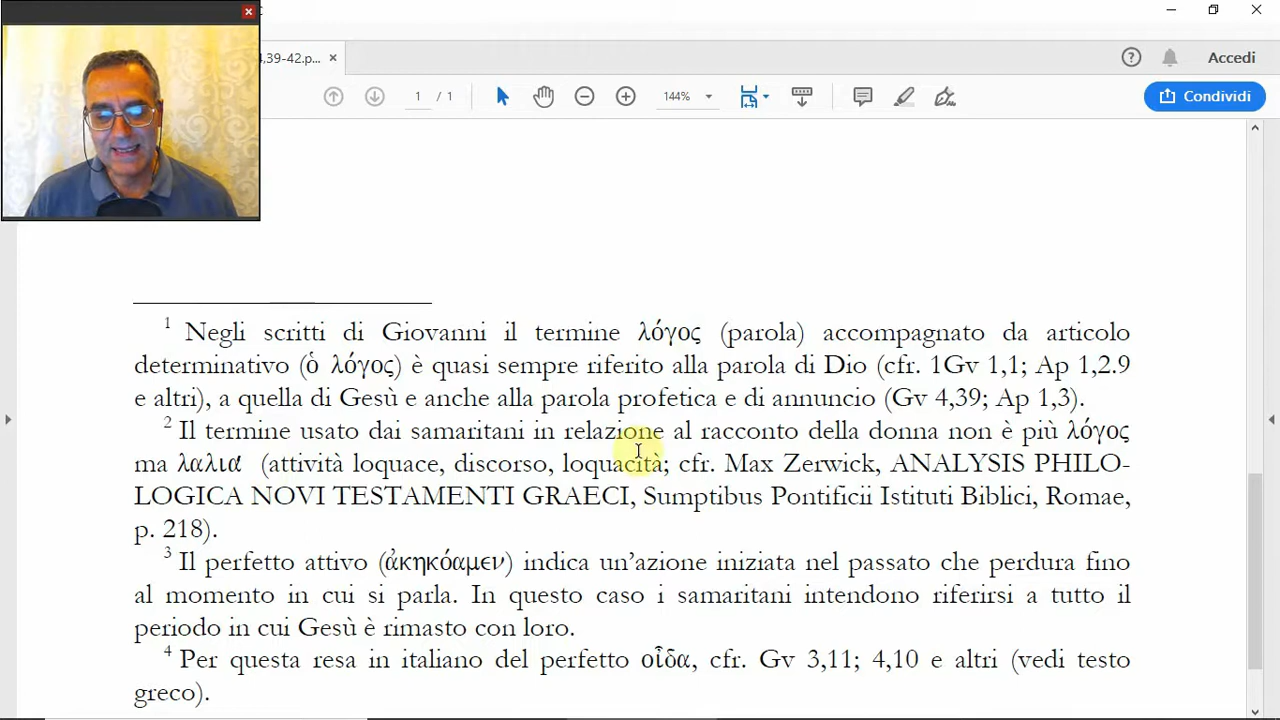 4,39-42.p...
Accedi
1 / 1
144%
Condividi
1 Negli scritti di Giovanni il termine λόγος (parola) accompagnato da articolo
determinativo (ὁ λόγος) è quasi sempre riferito alla parola di Dio (cfr. 1Gv 1,1; Ap 1,2.9
e altri), a quella di Gesù e anche alla parola profetica e di annuncio (Gv 4,39; Ap 1,3).
2 Il termine usato dai samaritani in relazione al racconto della donna non è più λόγος
ma λαλιά (attività loquace, discorso, loquacità; cfr. Max Zerwick, ANALYSIS PHILO-
LOGICA NOVI TESTAMENTI GRAECI, Sumptibus Pontificii Istituti Biblici, Romae,
p. 218).
3 Il perfetto attivo (ἀκηκόαμεν) indica un’azione iniziata nel passato che perdura fino
al momento in cui si parla. In questo caso i samaritani intendono riferirsi a tutto il
periodo in cui Gesù è rimasto con loro.
4 Per questa resa in italiano del perfetto οἶδα, cfr. Gv 3,11; 4,10 e altri (vedi testo
greco).